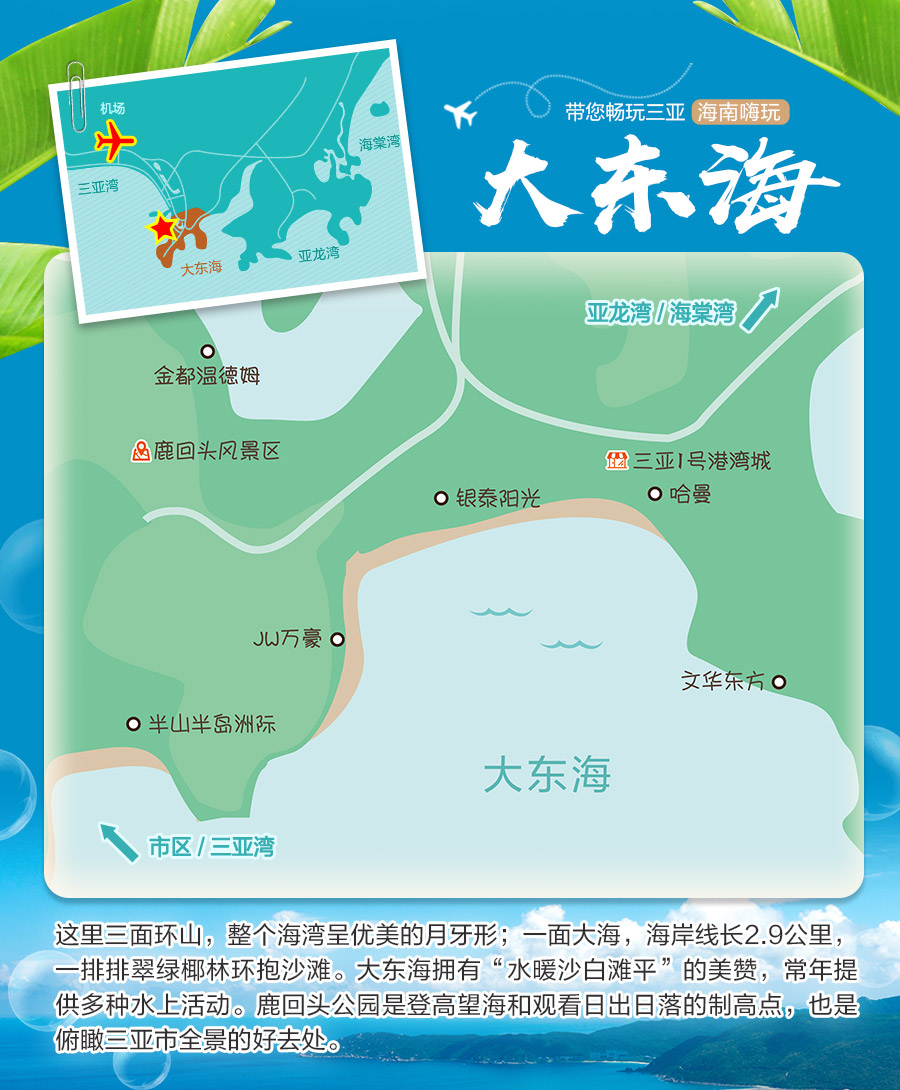 机场
三亚湾
大东海
亚龙湾
海棠湾
带您畅玩三亚 海南嗨玩
大东海
亚龙湾 / 海棠湾
金都温德姆
鹿回头风景区
三亚1号港湾城
银泰阳光
哈曼
JW万豪
文华东方
半山半岛洲际
大东海
市区 / 三亚湾
这里三面环山，整个海湾呈优美的月牙形；一面大海，海岸线长2.9公里，
一排排翠绿椰林环抱沙滩。大东海拥有“水暖沙白滩平”的美赞，常年提
供多种水上活动。鹿回头公园是登高望海和观看日出日落的制高点，也是
俯瞰三亚市全景的好去处。